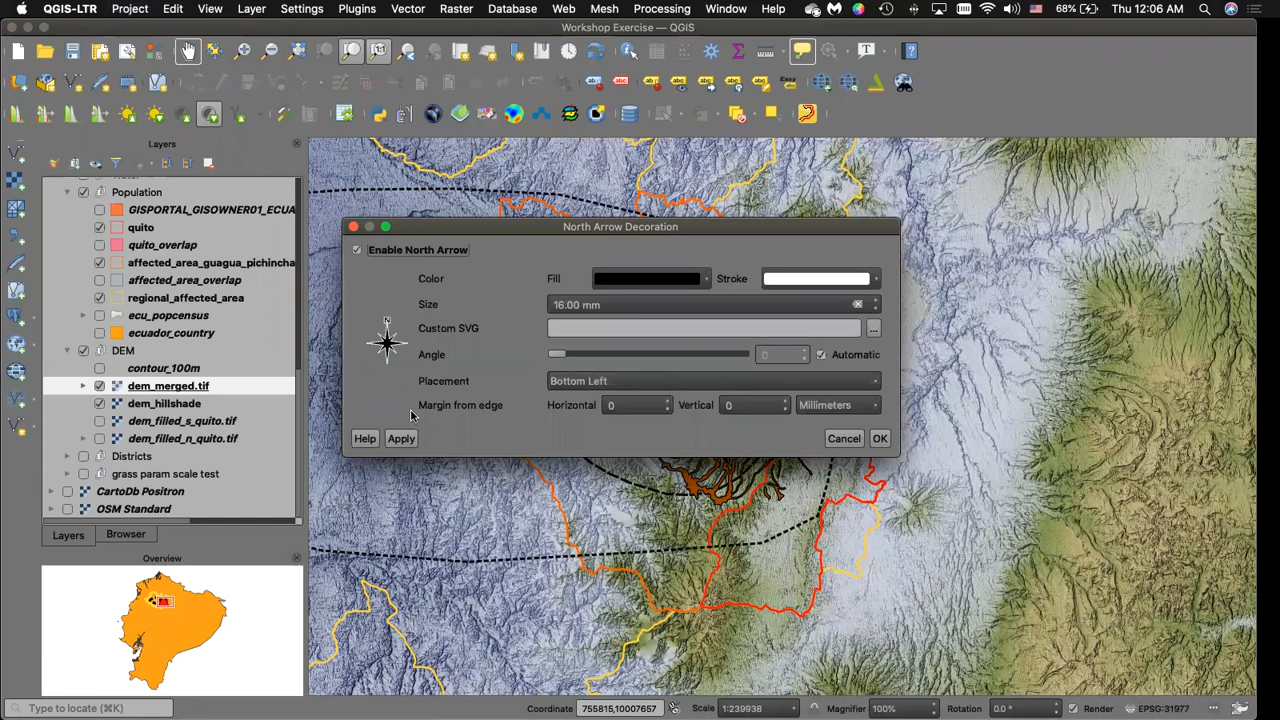 QGIS-LTR Project Edit View Layer Settings Plugins Vector Raster Database Web Mesh Processing Window Help 68% Thu 12:06 AM
Workshop Exercise — QGIS
Layers
Population
GISPORTAL_GISOWNER01_ECUA
quito
quito_overlap
affected_area_guagua_pichincha
affected_area_overlap
regional_affected_area
ecu_popcensus
ecuador_country
DEM
contour_100m
dem_merged.tif
dem_hillshade
dem_filled_s_quito.tif
dem_filled_n_quito.tif
Districts
grass param scale test
CartoDb Positron
OSM Standard
Layers Browser
Overview
North Arrow Decoration
Enable North Arrow
Color Fill Stroke
Size 16.00 mm
Custom SVG ...
N
Angle 0 Automatic
Placement Bottom Left
Margin from edge Horizontal 0 Vertical 0 Millimeters
Help Apply Cancel OK
Type to locate (⌘K) Coordinate 755815,10007657 Scale 1:239938 Magnifier 100% Rotation 0.0 ° Render EPSG:31977